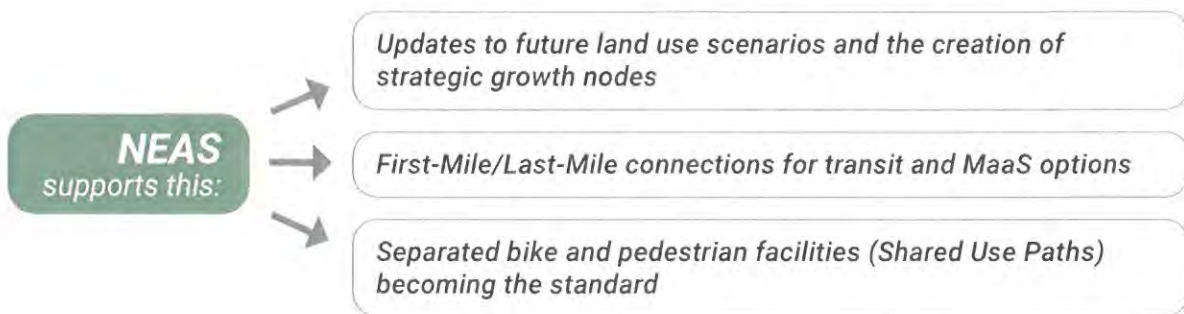 NEAS
supports this:
Updates to future land use scenarios and the creation of
strategic growth nodes
First-Mile/Last-Mile connections for transit and MaaS options
Separated bike and pedestrian facilities (Shared Use Paths)
becoming the standard